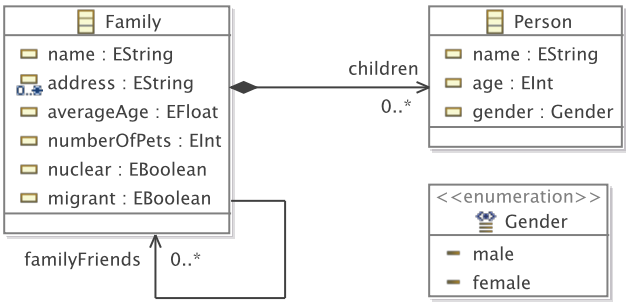 Family
name : EString
address : EString
0..*
averageAge : EFloat
numberOfPets : EInt
nuclear : EBoolean
migrant : EBoolean
familyFriends
0..*
children
0..*
Person
name : EString
age : EInt
gender : Gender
<<enumeration>>
Gender
male
female